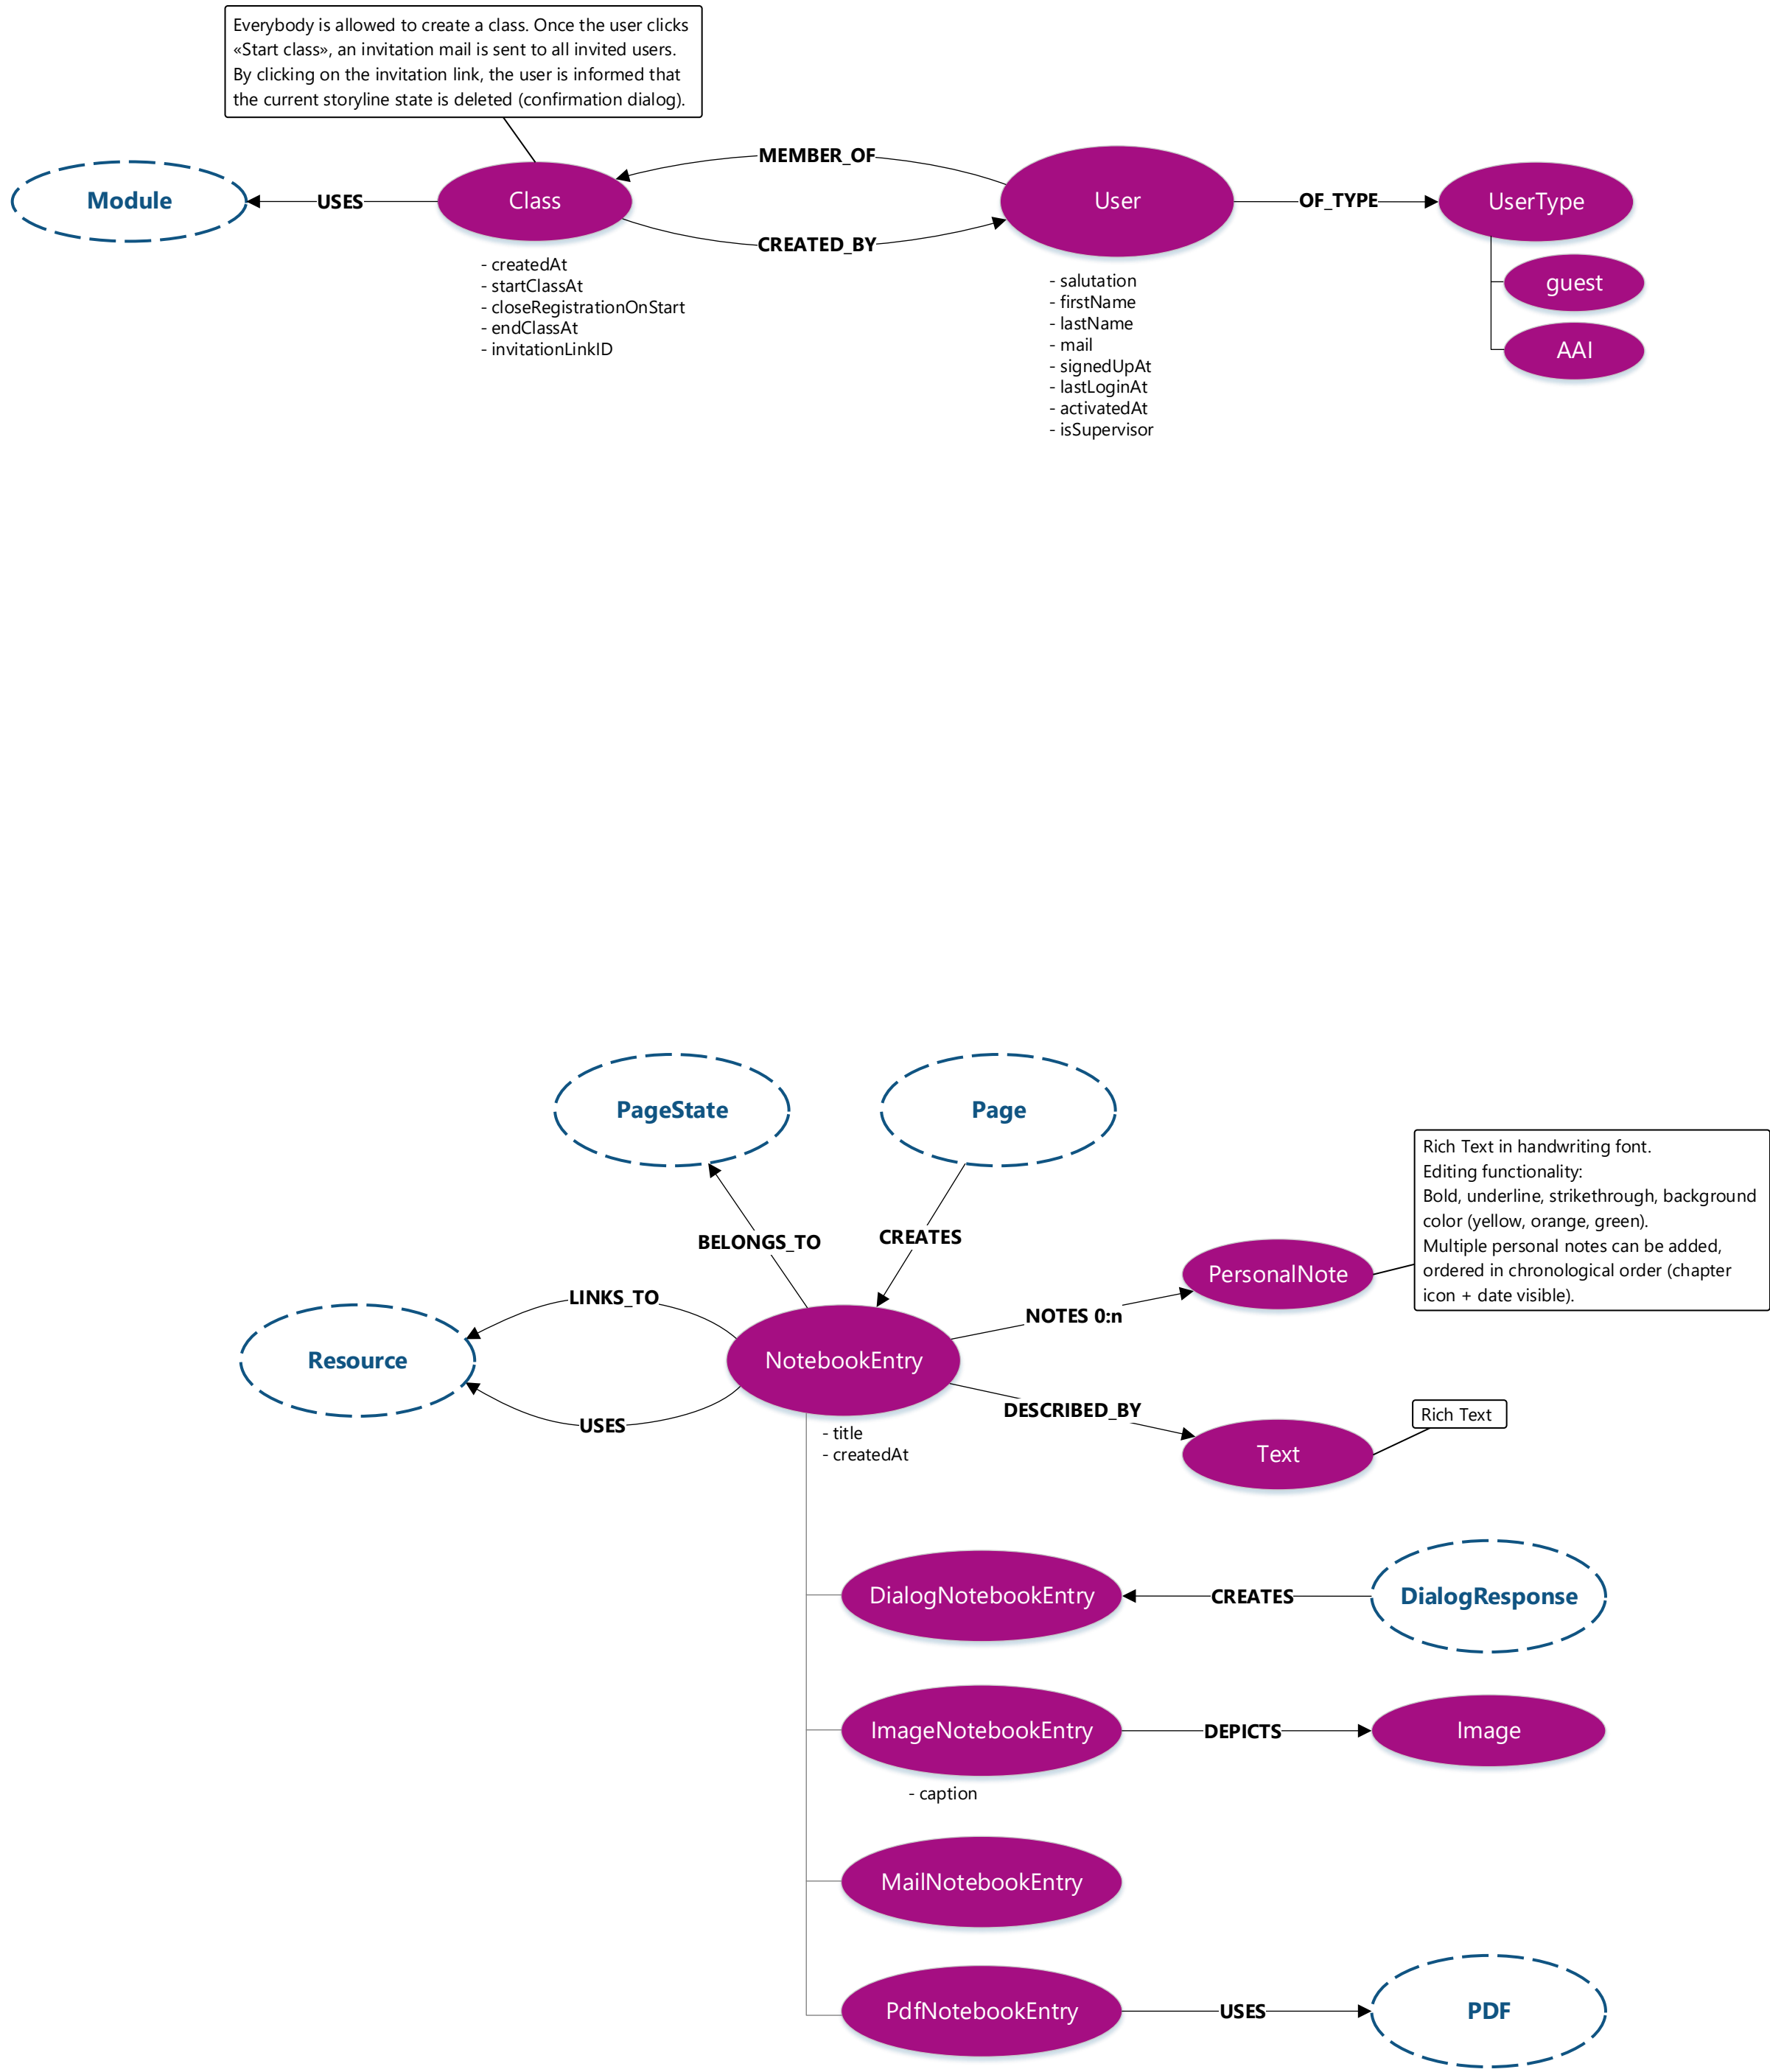 Everybody is allowed to create a class. Once the user clicks
«Start class», an invitation mail is sent to all invited users.
By clicking on the invitation link, the user is informed that
the current storyline state is deleted (confirmation dialog).
MEMBER_OF
Module
USES
Class
User
OF_TYPE
UserType
CREATED_BY
- createdAt
- startClassAt
- closeRegistrationOnStart
- endClassAt
- invitationLinkID
- salutation
- firstName
- lastName
- mail
- signedUpAt
- lastLoginAt
- activatedAt
- isSupervisor
guest
AAI
PageState
Page
BELONGS_TO
CREATES
Rich Text in handwriting font.
Editing functionality:
Bold, underline, strikethrough, background
color (yellow, orange, green).
Multiple personal notes can be added,
ordered in chronological order (chapter
icon + date visible).
PersonalNote
LINKS_TO
NOTES 0:n
Resource
NotebookEntry
USES
DESCRIBED_BY
Rich Text
- title
- createdAt
Text
DialogNotebookEntry
CREATES
DialogResponse
ImageNotebookEntry
DEPICTS
Image
- caption
MailNotebookEntry
PdfNotebookEntry
USES
PDF